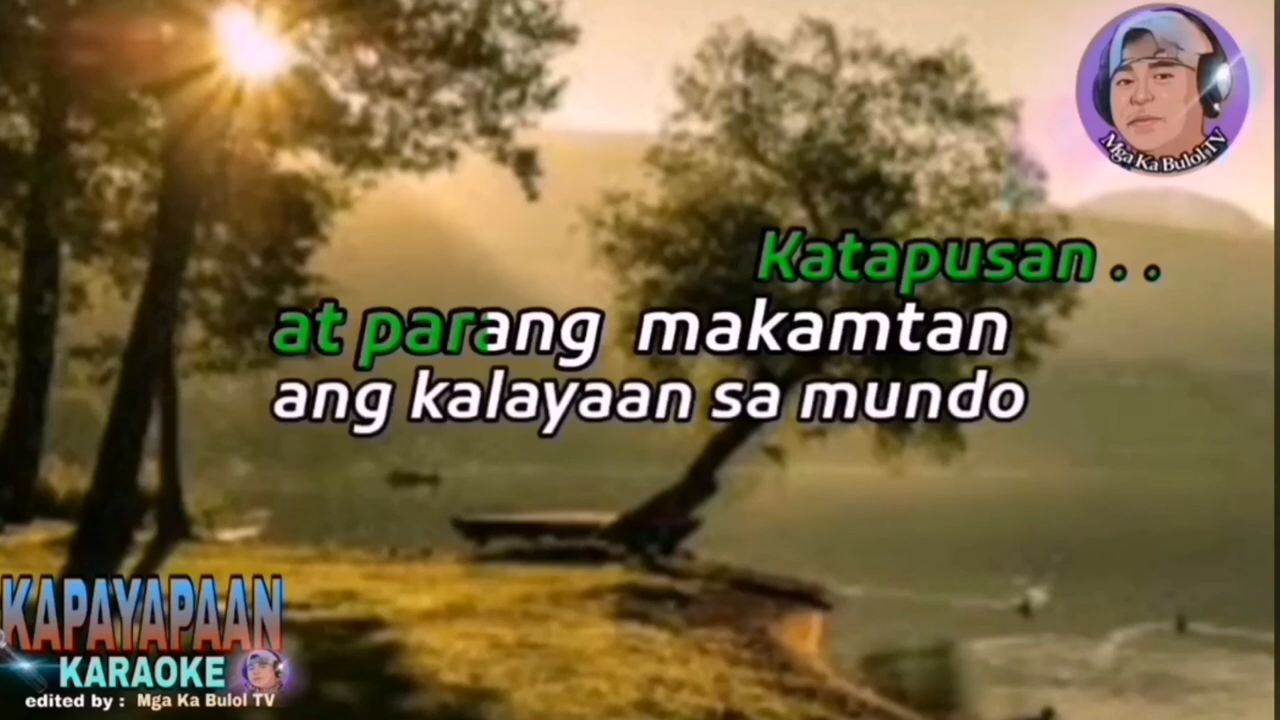 Mga Ka Bulol TV
Katapusan . .
at parang makamtan
ang kalayaan sa mundo
KAPAYAPAAN
KARAOKE
edited by : Mga Ka Bulol TV